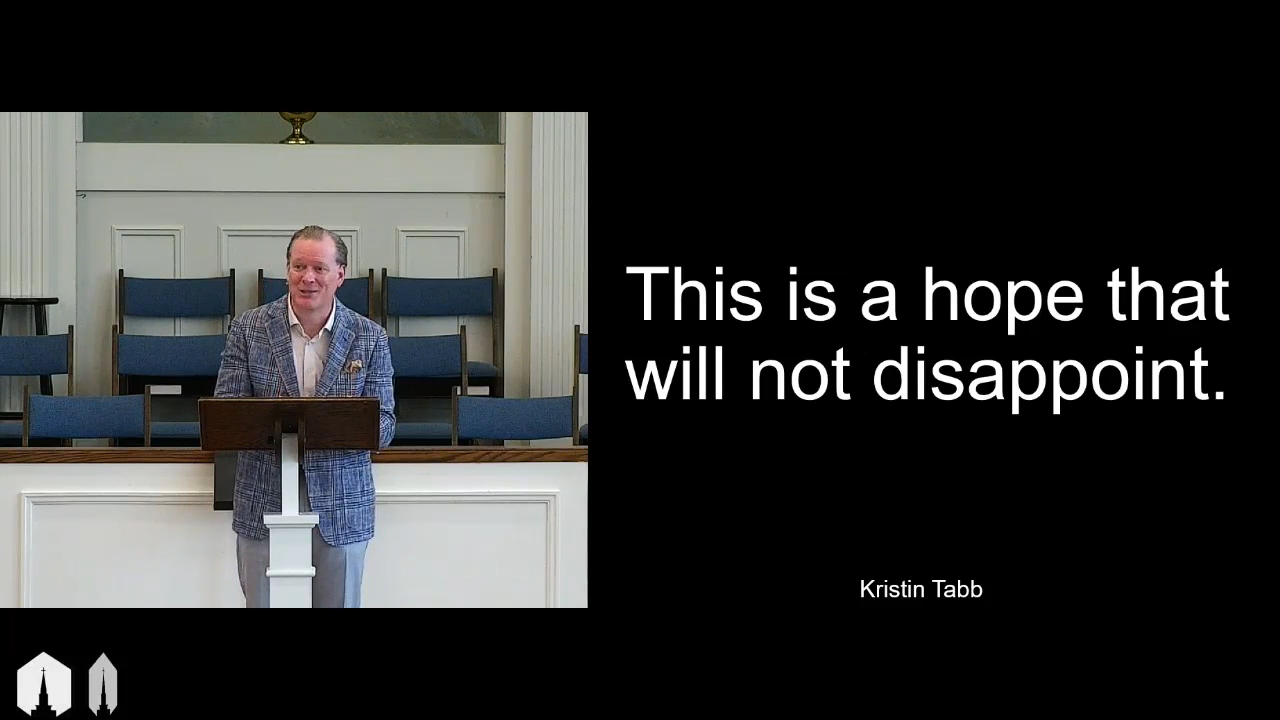 This is a hope that
will not disappoint.
Kristin Tabb